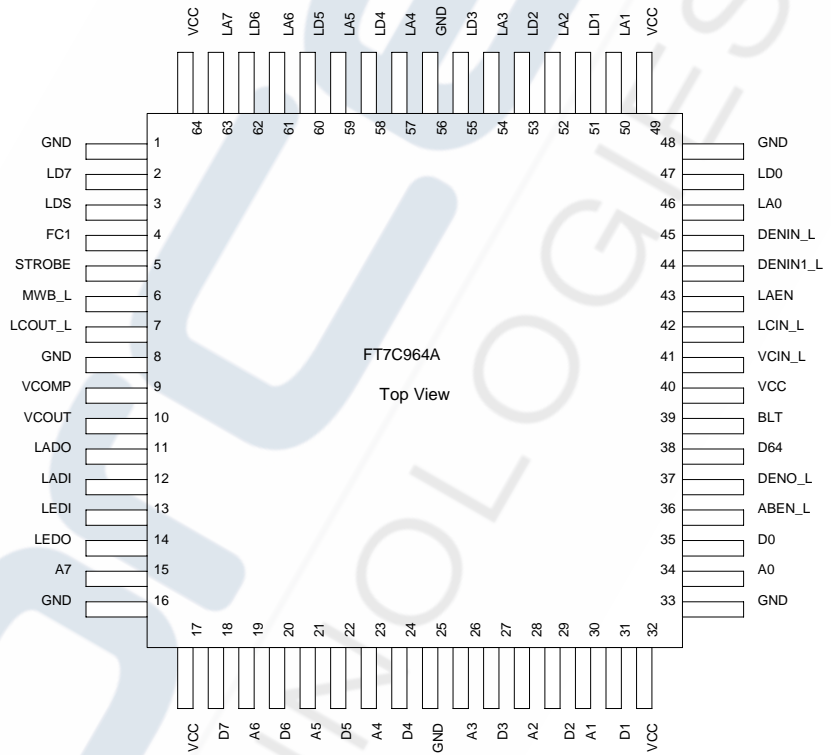 VCC LA7 LD6 LA6 LD5 LA5 LD4 LA4 GND LD3 LA3 LD2 LA2 LD1 LA1 VCC
64 63 62 61 60 59 58 57 56 55 54 53 52 51 50 49
GND 1 48 GND
LD7 2 47 LD0
LDS 3 46 LA0
FC1 4 45 DENIN_L
STROBE 5 44 DENIN1_L
MWB_L 6 43 LAEN
LCOUT_L 7 42 LCIN_L
GND 8 41 VCIN_L
FT7C964A
VCOMP 9 40 VCC
Top View
VCOUT 10 39 BLT
LADO 11 38 D64
LADI 12 37 DENO_L
LEDI 13 36 ABEN_L
LEDO 14 35 D0
A7 15 34 A0
GND 16 33 GND
17 18 19 20 21 22 23 24 25 26 27 28 29 30 31 32
VCC D7 A6 D6 A5 D5 A4 D4 GND A3 D3 A2 D2 A1 D1 VCC